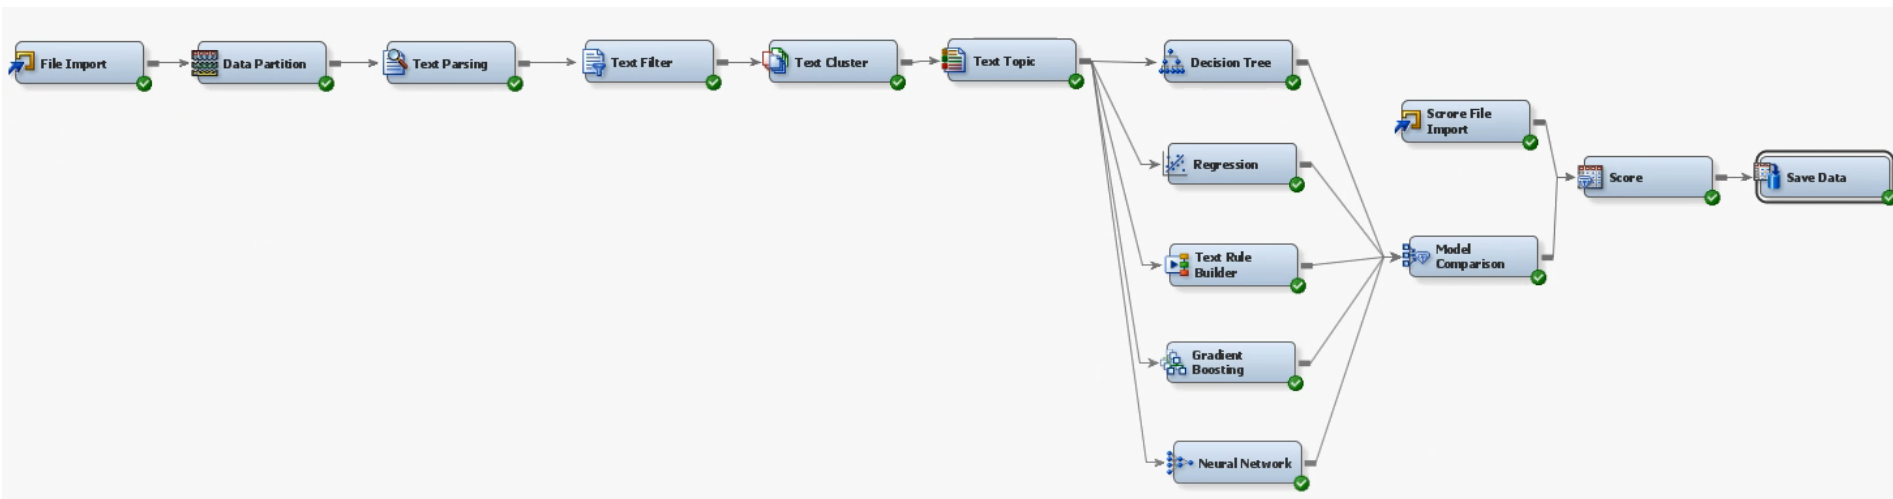 File Import
Data Partition
Text Parsing
Text Filter
Text Cluster
Text Topic
Decision Tree
Regression
Text Rule
Builder
Gradient
Boosting
Neural Network
Scrore File
Import
Model
Comparison
Score
Save Data